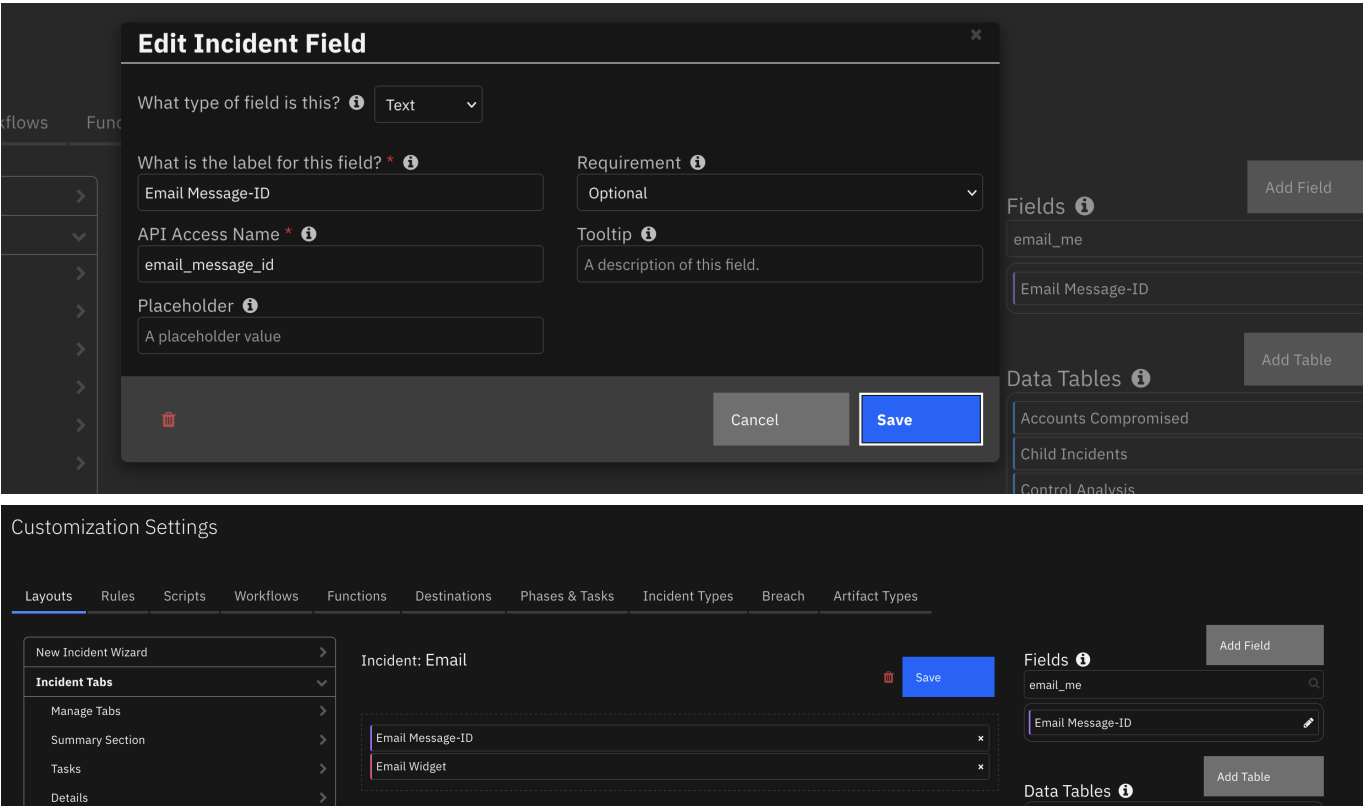 Edit Incident Field
×
What type of field is this? Text
kflows Func
What is the label for this field? *
Email Message-ID
Requirement
Optional
API Access Name *
email_message_id
Tooltip
A description of this field.
Placeholder
A placeholder value
Cancel
Save
Add Field
Fields
email_me
Email Message-ID
Add Table
Data Tables
Accounts Compromised
Child Incidents
Control Analysis
Customization Settings
Layouts Rules Scripts Workflows Functions Destinations Phases & Tasks Incident Types Breach Artifact Types
New Incident Wizard
Incident Tabs
Manage Tabs
Summary Section
Tasks
Details
Incident: Email
Save
Email Message-ID ×
Email Widget ×
Add Field
Fields
email_me
Email Message-ID
Add Table
Data Tables